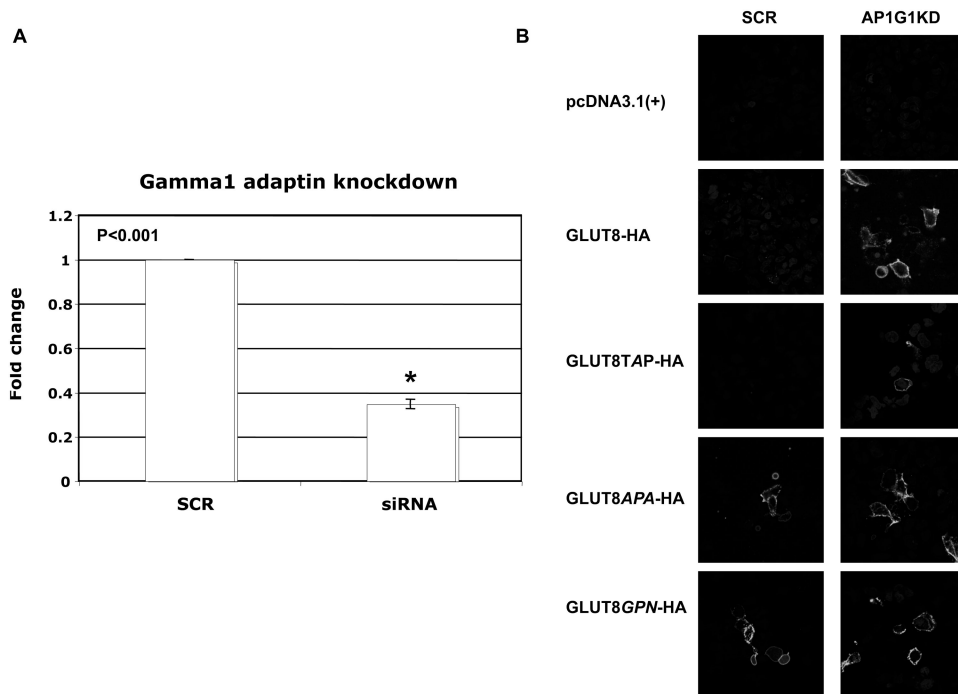 A
Gamma1 adaptin knockdown
P<0.001
Fold change
1.2
1
0.8
0.6
0.4
0.2
0
*
SCR
siRNA
B
SCR
AP1G1KD
pcDNA3.1(+)
GLUT8-HA
GLUT8TAP-HA
GLUT8APA-HA
GLUT8GPN-HA